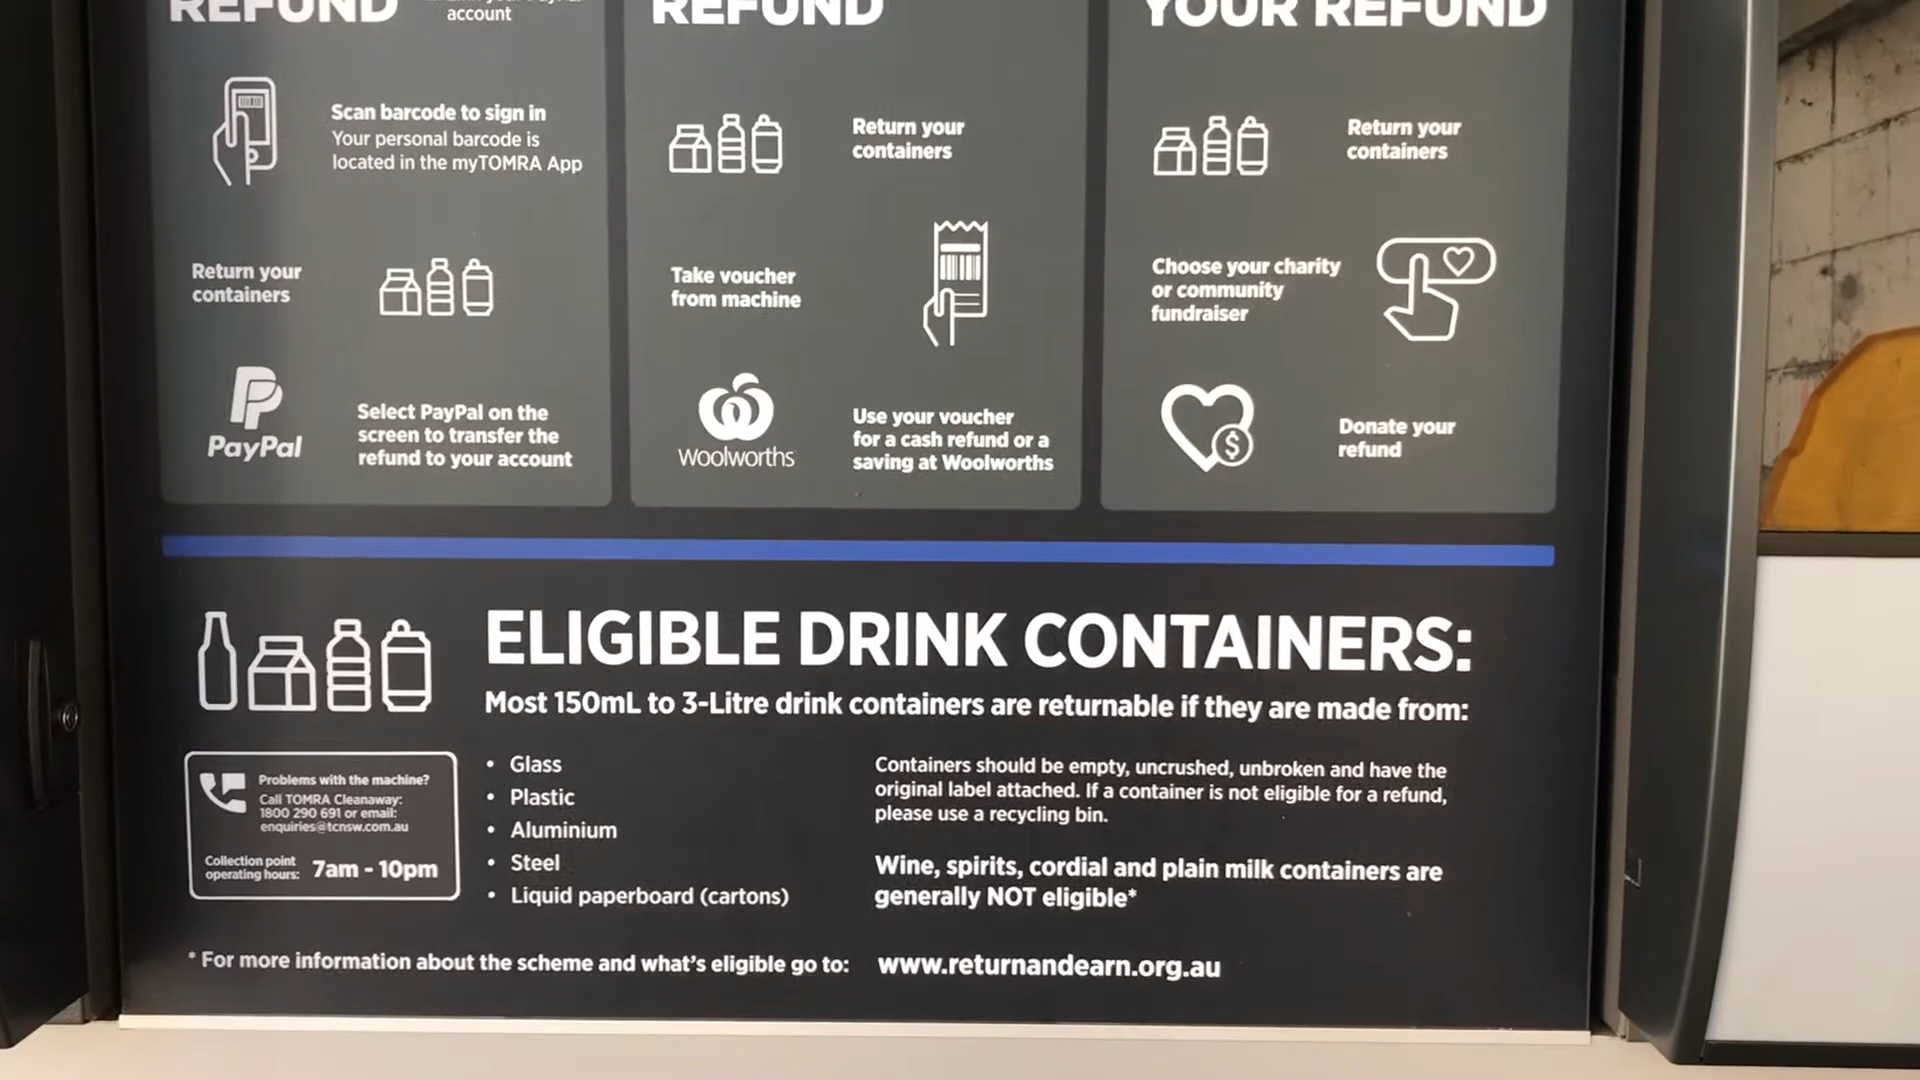 REFUND
account
Scan barcode to sign in
Your personal barcode is
located in the myTOMRA App
Return your
containers
PayPal
Select PayPal on the
screen to transfer the
refund to your account
REFUND
Return your
containers
Take voucher
from machine
Woolworths
Use your voucher
for a cash refund or a
saving at Woolworths
YOUR REFUND
Return your
containers
Choose your charity
or community
fundraiser
$
Donate your
refund
ELIGIBLE DRINK CONTAINERS:
Most 150mL to 3-Litre drink containers are returnable if they are made from:
Problems with the machine?
Call TOMRA Cleanaway:
1800 290 691 or email:
enquiries@tcnsw.com.au
Collection point
operating hours: 7am - 10pm
• Glass
• Plastic
• Aluminium
• Steel
• Liquid paperboard (cartons)
Containers should be empty, uncrushed, unbroken and have the
original label attached. If a container is not eligible for a refund,
please use a recycling bin.
Wine, spirits, cordial and plain milk containers are
generally NOT eligible*
* For more information about the scheme and what's eligible go to: www.returnandearn.org.au